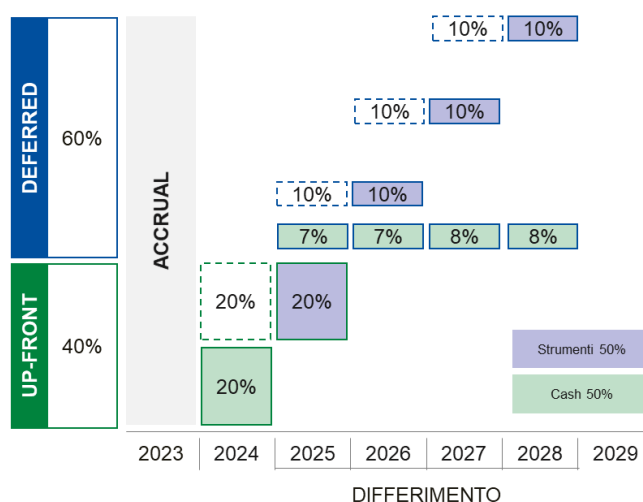 DEFERRED
60%
UP-FRONT
40%
ACCRUAL
10% 10%
10% 10%
10% 10%
7% 7% 8% 8%
20% 20%
20%
Strumenti 50%
Cash 50%
2023 2024 2025 2026 2027 2028 2029
DIFFERIMENTO